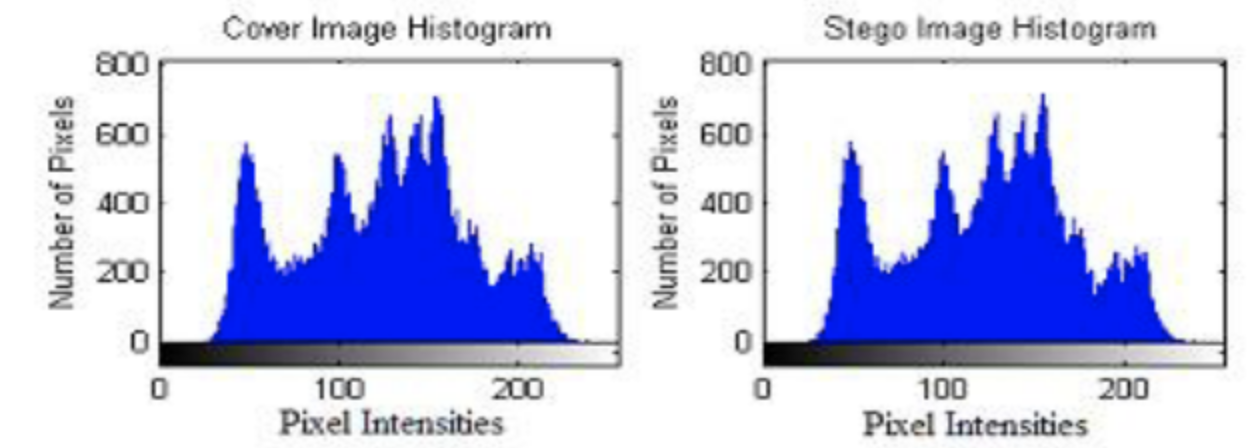 Cover Image Histogram
Number of Pixels
800
600
400
200
0
0 100 200
Pixel Intensities
Stego Image Histogram
Number of Pixels
800
600
400
200
0
0 100 200
Pixel Intensities